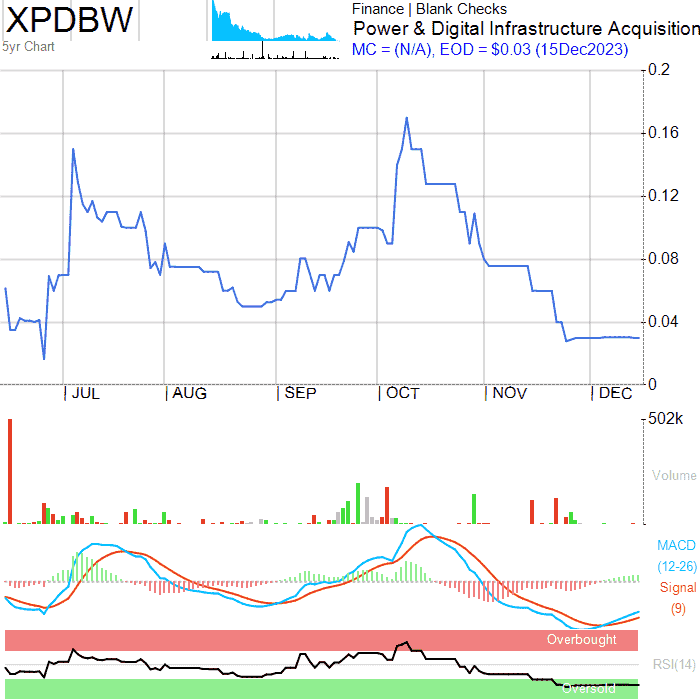 XPDBW
5yr Chart
Finance | Blank Checks
Power & Digital Infrastructure Acquisition
MC = (N/A), EOD = $0.03 (15Dec2023)
0.2
0.16
0.12
0.08
0.04
0
| JUL | AUG | SEP | OCT | NOV | DEC
502k
Volume
MACD
(12-26)
Signal
(9)
Overbought
RSI(14)
Oversold